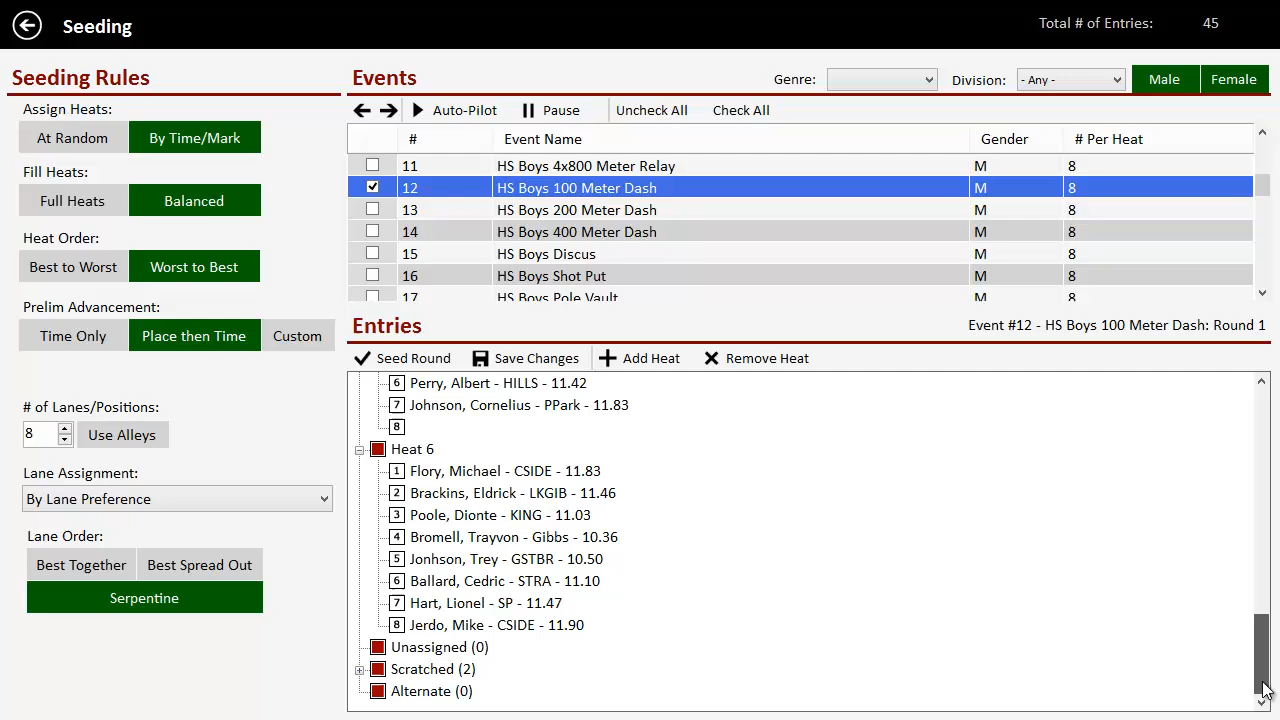 Seeding
Total # of Entries: 45
Seeding Rules
Assign Heats:
At Random By Time/Mark
Fill Heats:
Full Heats Balanced
Heat Order:
Best to Worst Worst to Best
Prelim Advancement:
Time Only Place then Time Custom
# of Lanes/Positions:
8 Use Alleys
Lane Assignment:
By Lane Preference
Lane Order:
Best Together Best Spread Out
Serpentine
Events Genre: Division: - Any - Male Female
Auto-Pilot Pause Uncheck All Check All
# Event Name Gender # Per Heat
11 HS Boys 4x800 Meter Relay M 8
12 HS Boys 100 Meter Dash M 8
13 HS Boys 200 Meter Dash M 8
14 HS Boys 400 Meter Dash M 8
15 HS Boys Discus M 8
16 HS Boys Shot Put M 8
17 HS Boys Pole Vault M 8
Entries Event #12 - HS Boys 100 Meter Dash: Round 1
Seed Round Save Changes Add Heat Remove Heat
6 Perry, Albert - HILLS - 11.42
7 Johnson, Cornelius - PPark - 11.83
8
Heat 6
1 Flory, Michael - CSIDE - 11.83
2 Brackins, Eldrick - LKGIB - 11.46
3 Poole, Dionte - KING - 11.03
4 Bromell, Trayvon - Gibbs - 10.36
5 Jonhson, Trey - GSTBR - 10.50
6 Ballard, Cedric - STRA - 11.10
7 Hart, Lionel - SP - 11.47
8 Jerdo, Mike - CSIDE - 11.90
Unassigned (0)
Scratched (2)
Alternate (0)